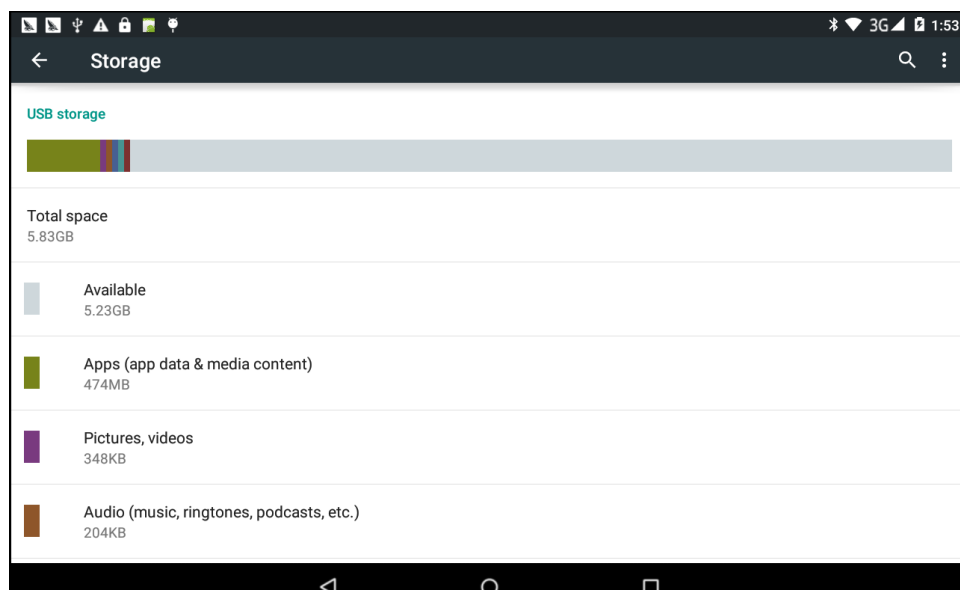 3G 1:53
Storage
USB storage
Total space
5.83GB
Available
5.23GB
Apps (app data & media content)
474MB
Pictures, videos
348KB
Audio (music, ringtones, podcasts, etc.)
204KB